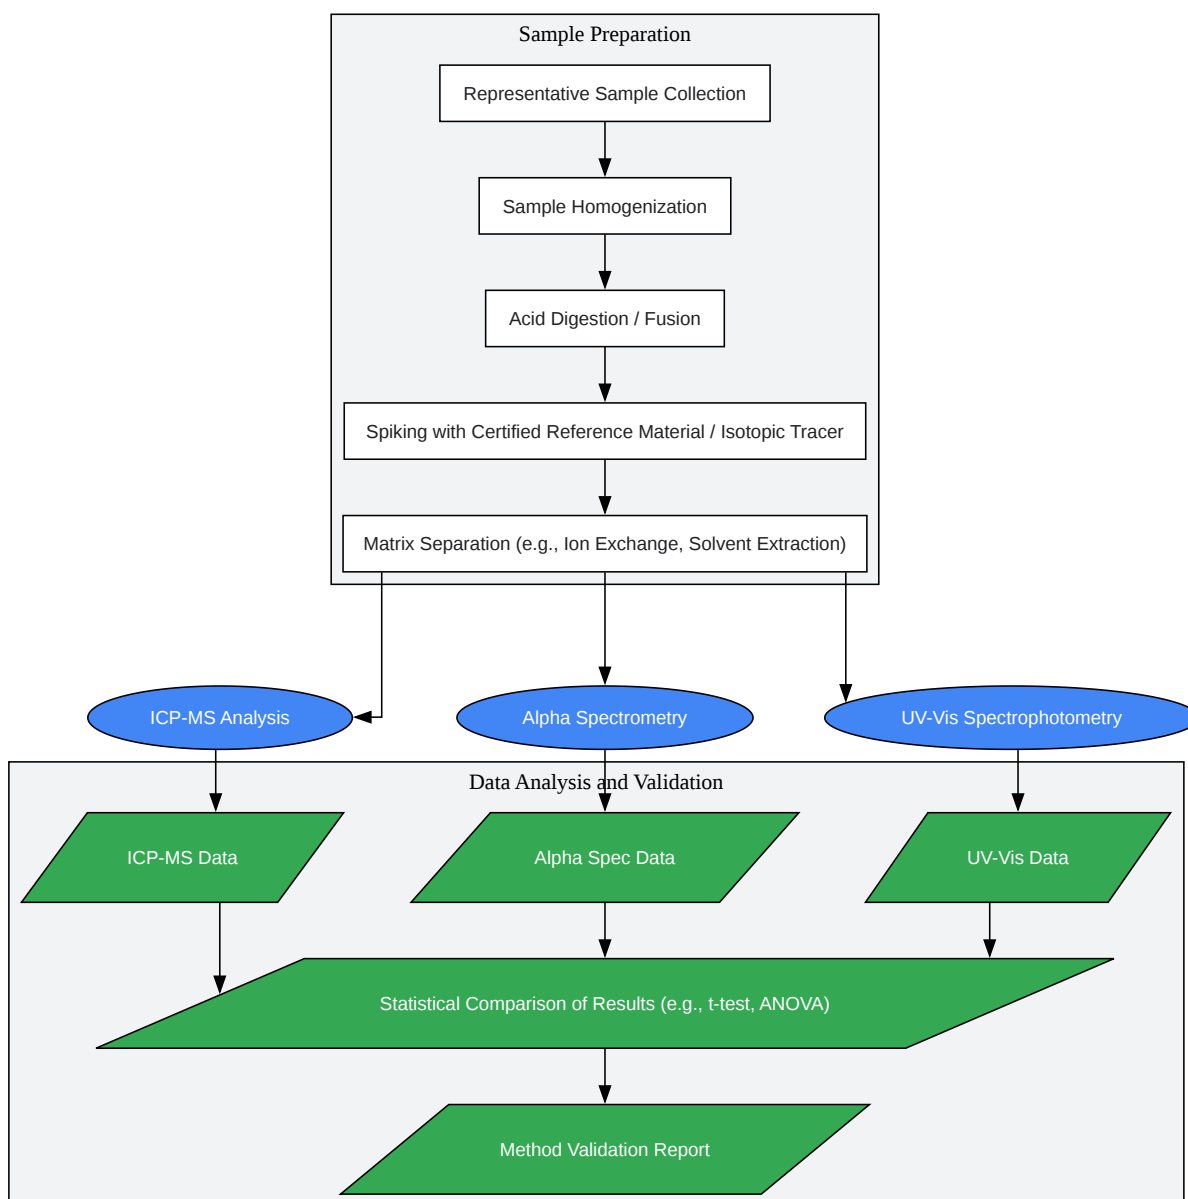 Sample Preparation
Representative Sample Collection
Sample Homogenization
Acid Digestion / Fusion
Spiking with Certified Reference Material / Isotopic Tracer
Matrix Separation (e.g., Ion Exchange, Solvent Extraction)
ICP-MS Analysis
Alpha Spectrometry
UV-Vis Spectrophotometry
Data Analysis and Validation
ICP-MS Data
Alpha Spec Data
UV-Vis Data
Statistical Comparison of Results (e.g., t-test, ANOVA)
Method Validation Report